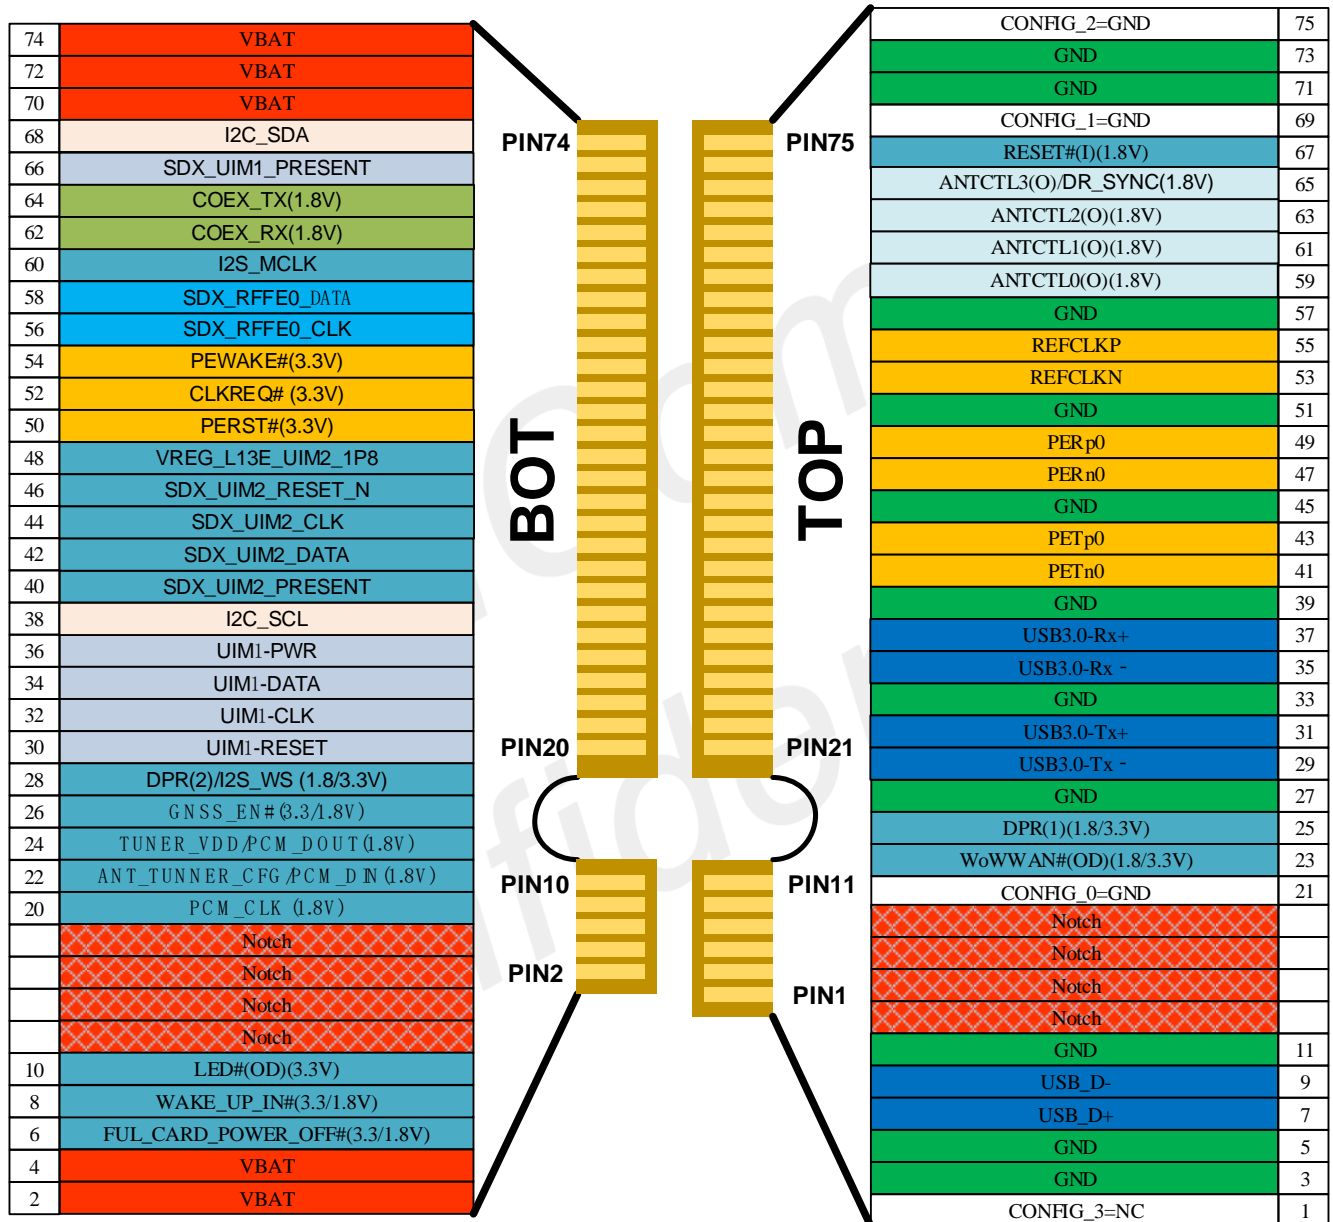 74 VBAT
72 VBAT
70 VBAT
68 I2C_SDA
66 SDX_UIM1_PRESENT
64 COEX_TX(1.8V)
62 COEX_RX(1.8V)
60 I2S_MCLK
58 SDX_RFFE0_DATA
56 SDX_RFFE0_CLK
54 PEWAKE#(3.3V)
52 CLKREQ# (3.3V)
50 PERST#(3.3V)
48 VREG_L13E_UIM2_1P8
46 SDX_UIM2_RESET_N
44 SDX_UIM2_CLK
42 SDX_UIM2_DATA
40 SDX_UIM2_PRESENT
38 I2C_SCL
36 UIM1-PWR
34 UIM1-DATA
32 UIM1-CLK
30 UIM1-RESET
28 DPR(2)/I2S_WS (1.8/3.3V)
26 GNSS_EN#(3.3/1.8V)
24 TUNER_VDD/PCM_DOUT(1.8V)
22 ANT_TUNNER_CFG/PCM_DIN(1.8V)
20 PCM_CLK (1.8V)
Notch
Notch
Notch
Notch
10 LED#(OD)(3.3V)
8 WAKE_UP_IN#(3.3/1.8V)
6 FUL_CARD_POWER_OFF#(3.3/1.8V)
4 VBAT
2 VBAT
PIN74
BOT
PIN20
PIN10
PIN2
PIN75
TOP
PIN21
PIN11
PIN1
CONFIG_2=GND 75
GND 73
GND 71
CONFIG_1=GND 69
RESET#(I)(1.8V) 67
ANTCTL3(O)/DR_SYNC(1.8V) 65
ANTCTL2(O)(1.8V) 63
ANTCTL1(O)(1.8V) 61
ANTCTL0(O)(1.8V) 59
GND 57
REFCLKP 55
REFCLKN 53
GND 51
PERp0 49
PERn0 47
GND 45
PETp0 43
PETn0 41
GND 39
USB3.0-Rx+ 37
USB3.0-Rx - 35
GND 33
USB3.0-Tx+ 31
USB3.0-Tx - 29
GND 27
DPR(1)(1.8/3.3V) 25
WoWWAN#(OD)(1.8/3.3V) 23
CONFIG_0=GND 21
Notch
Notch
Notch
Notch
GND 11
USB_D- 9
USB_D+ 7
GND 5
GND 3
CONFIG_3=NC 1